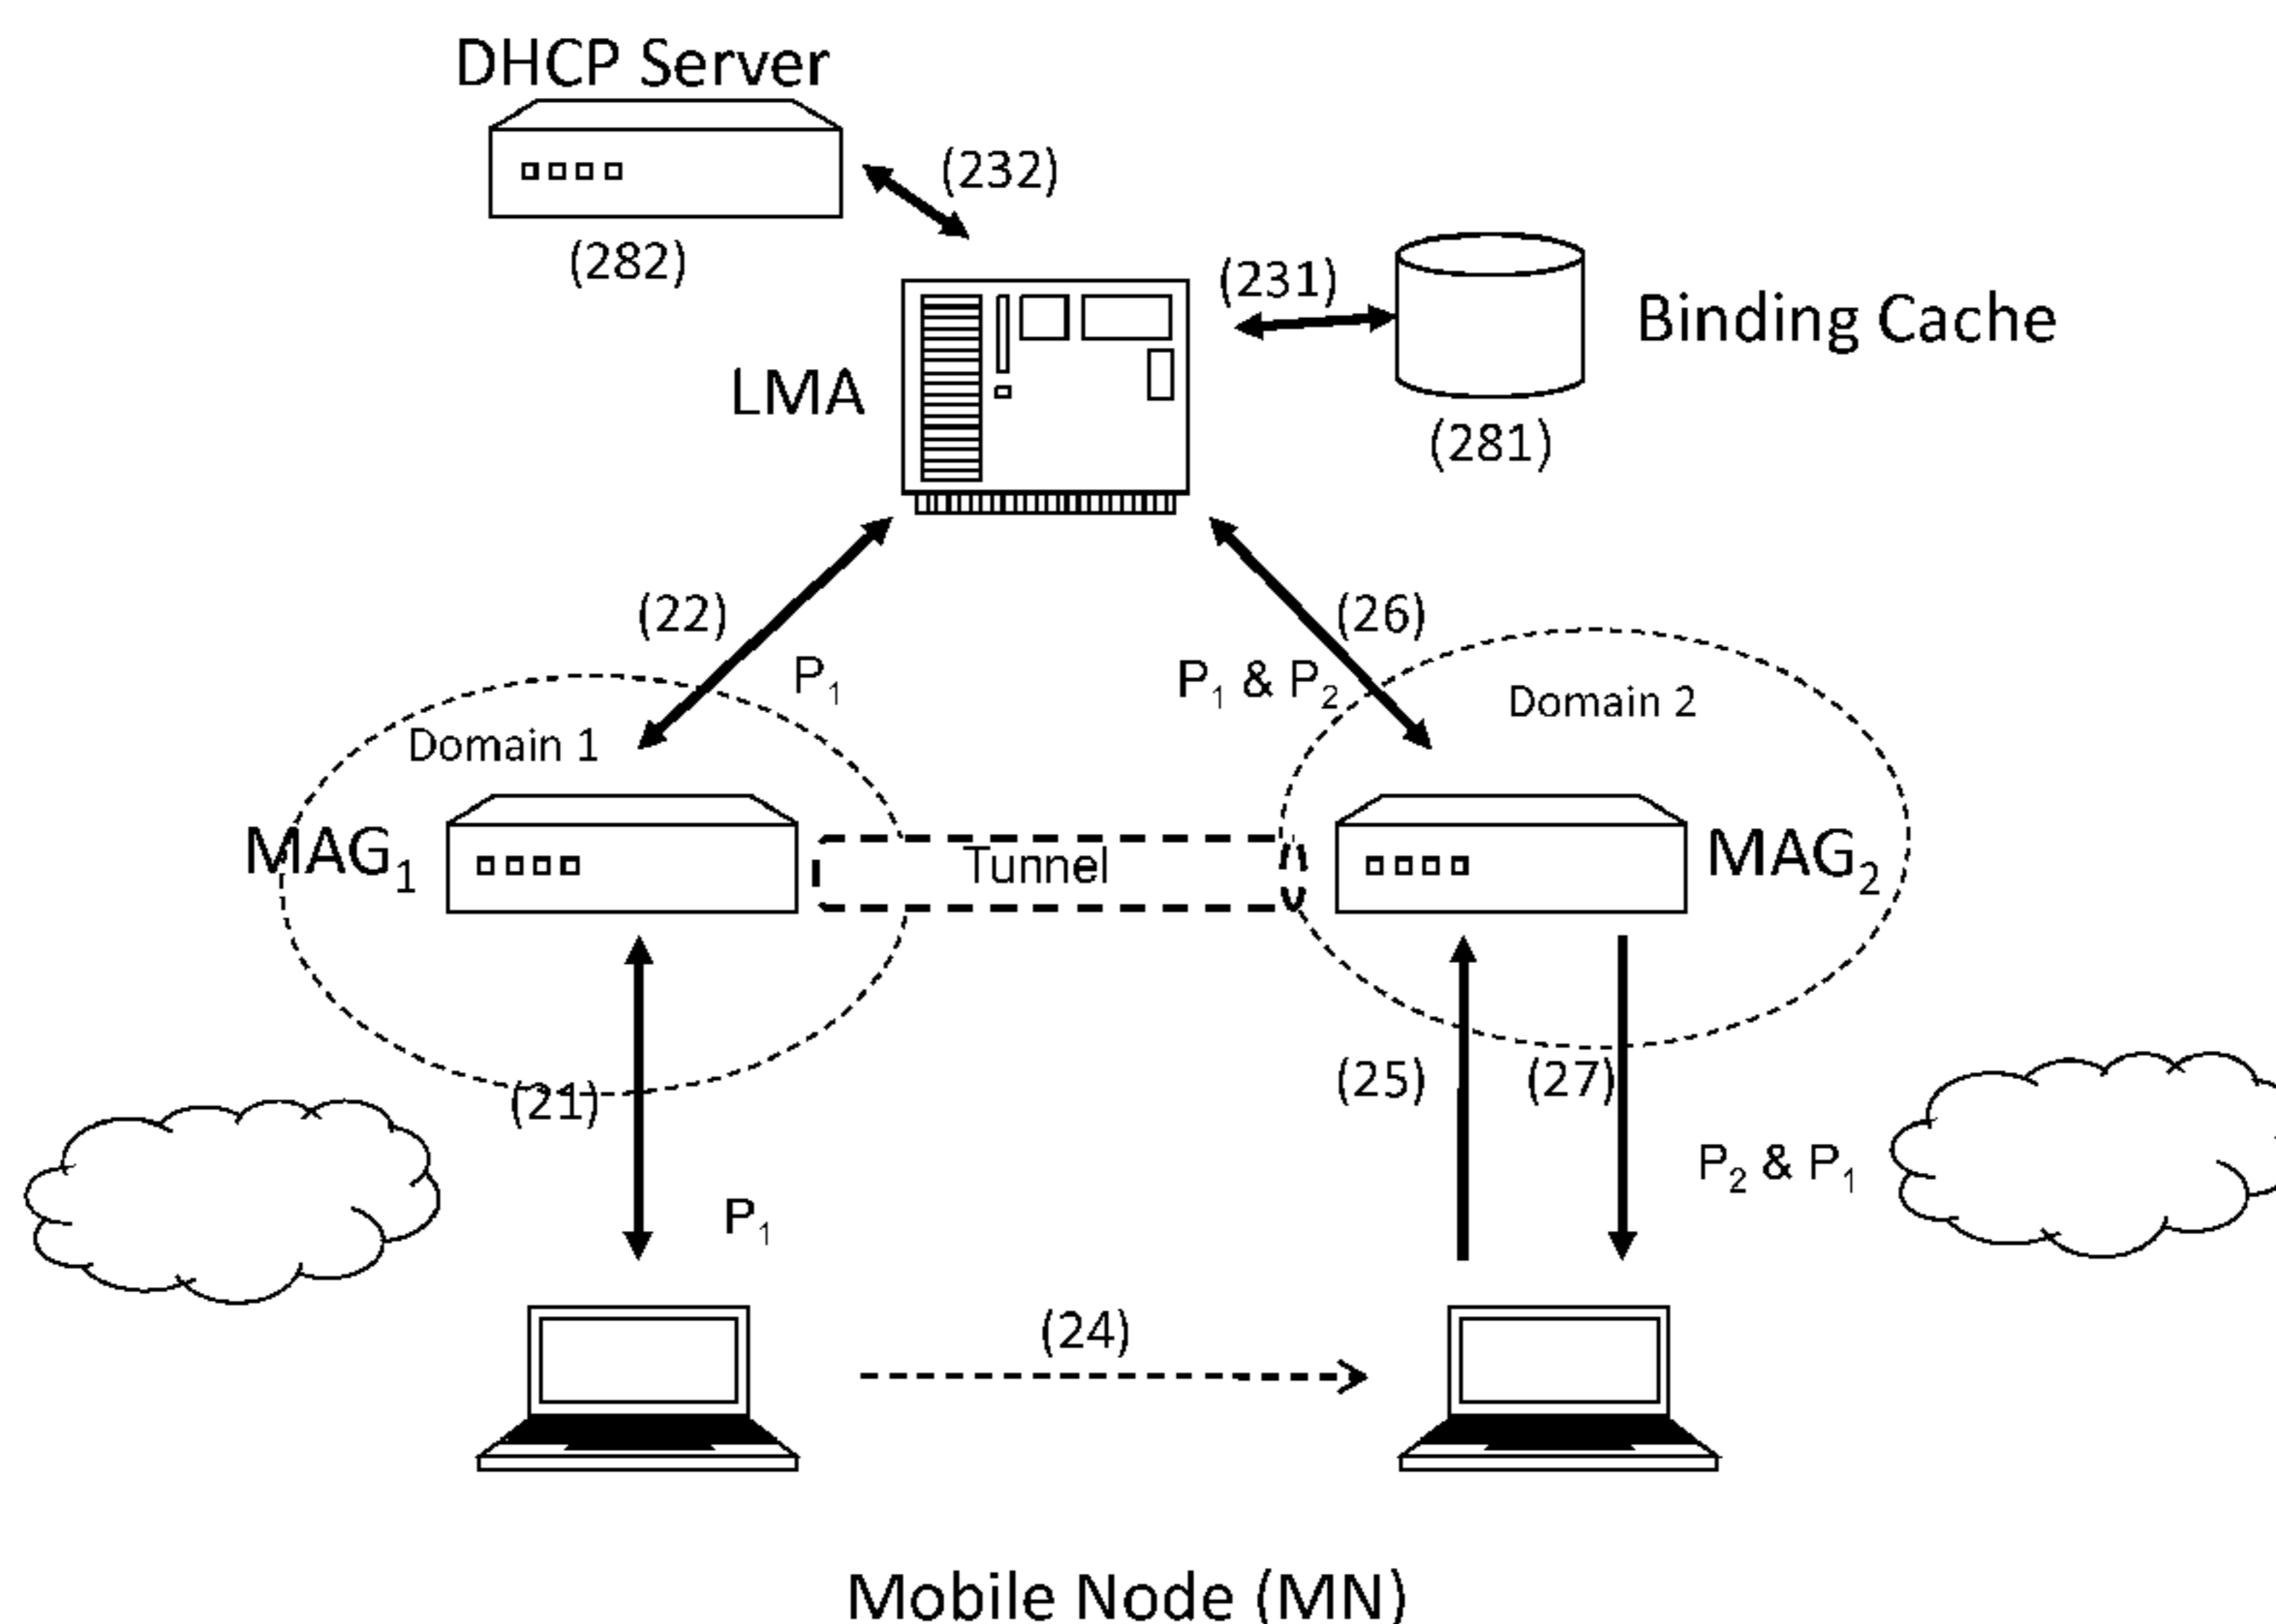 DHCP Server
(232)
(282)
(231)
Binding Cache
LMA
(281)
(22)
(26)
P₁
P₁ & P₂
Domain 2
Domain 1
MAG₁
Tunnel
MAG₂
(21)
(25)
(27)
P₂ & P₁
P₁
(24)
Mobile Node (MN)